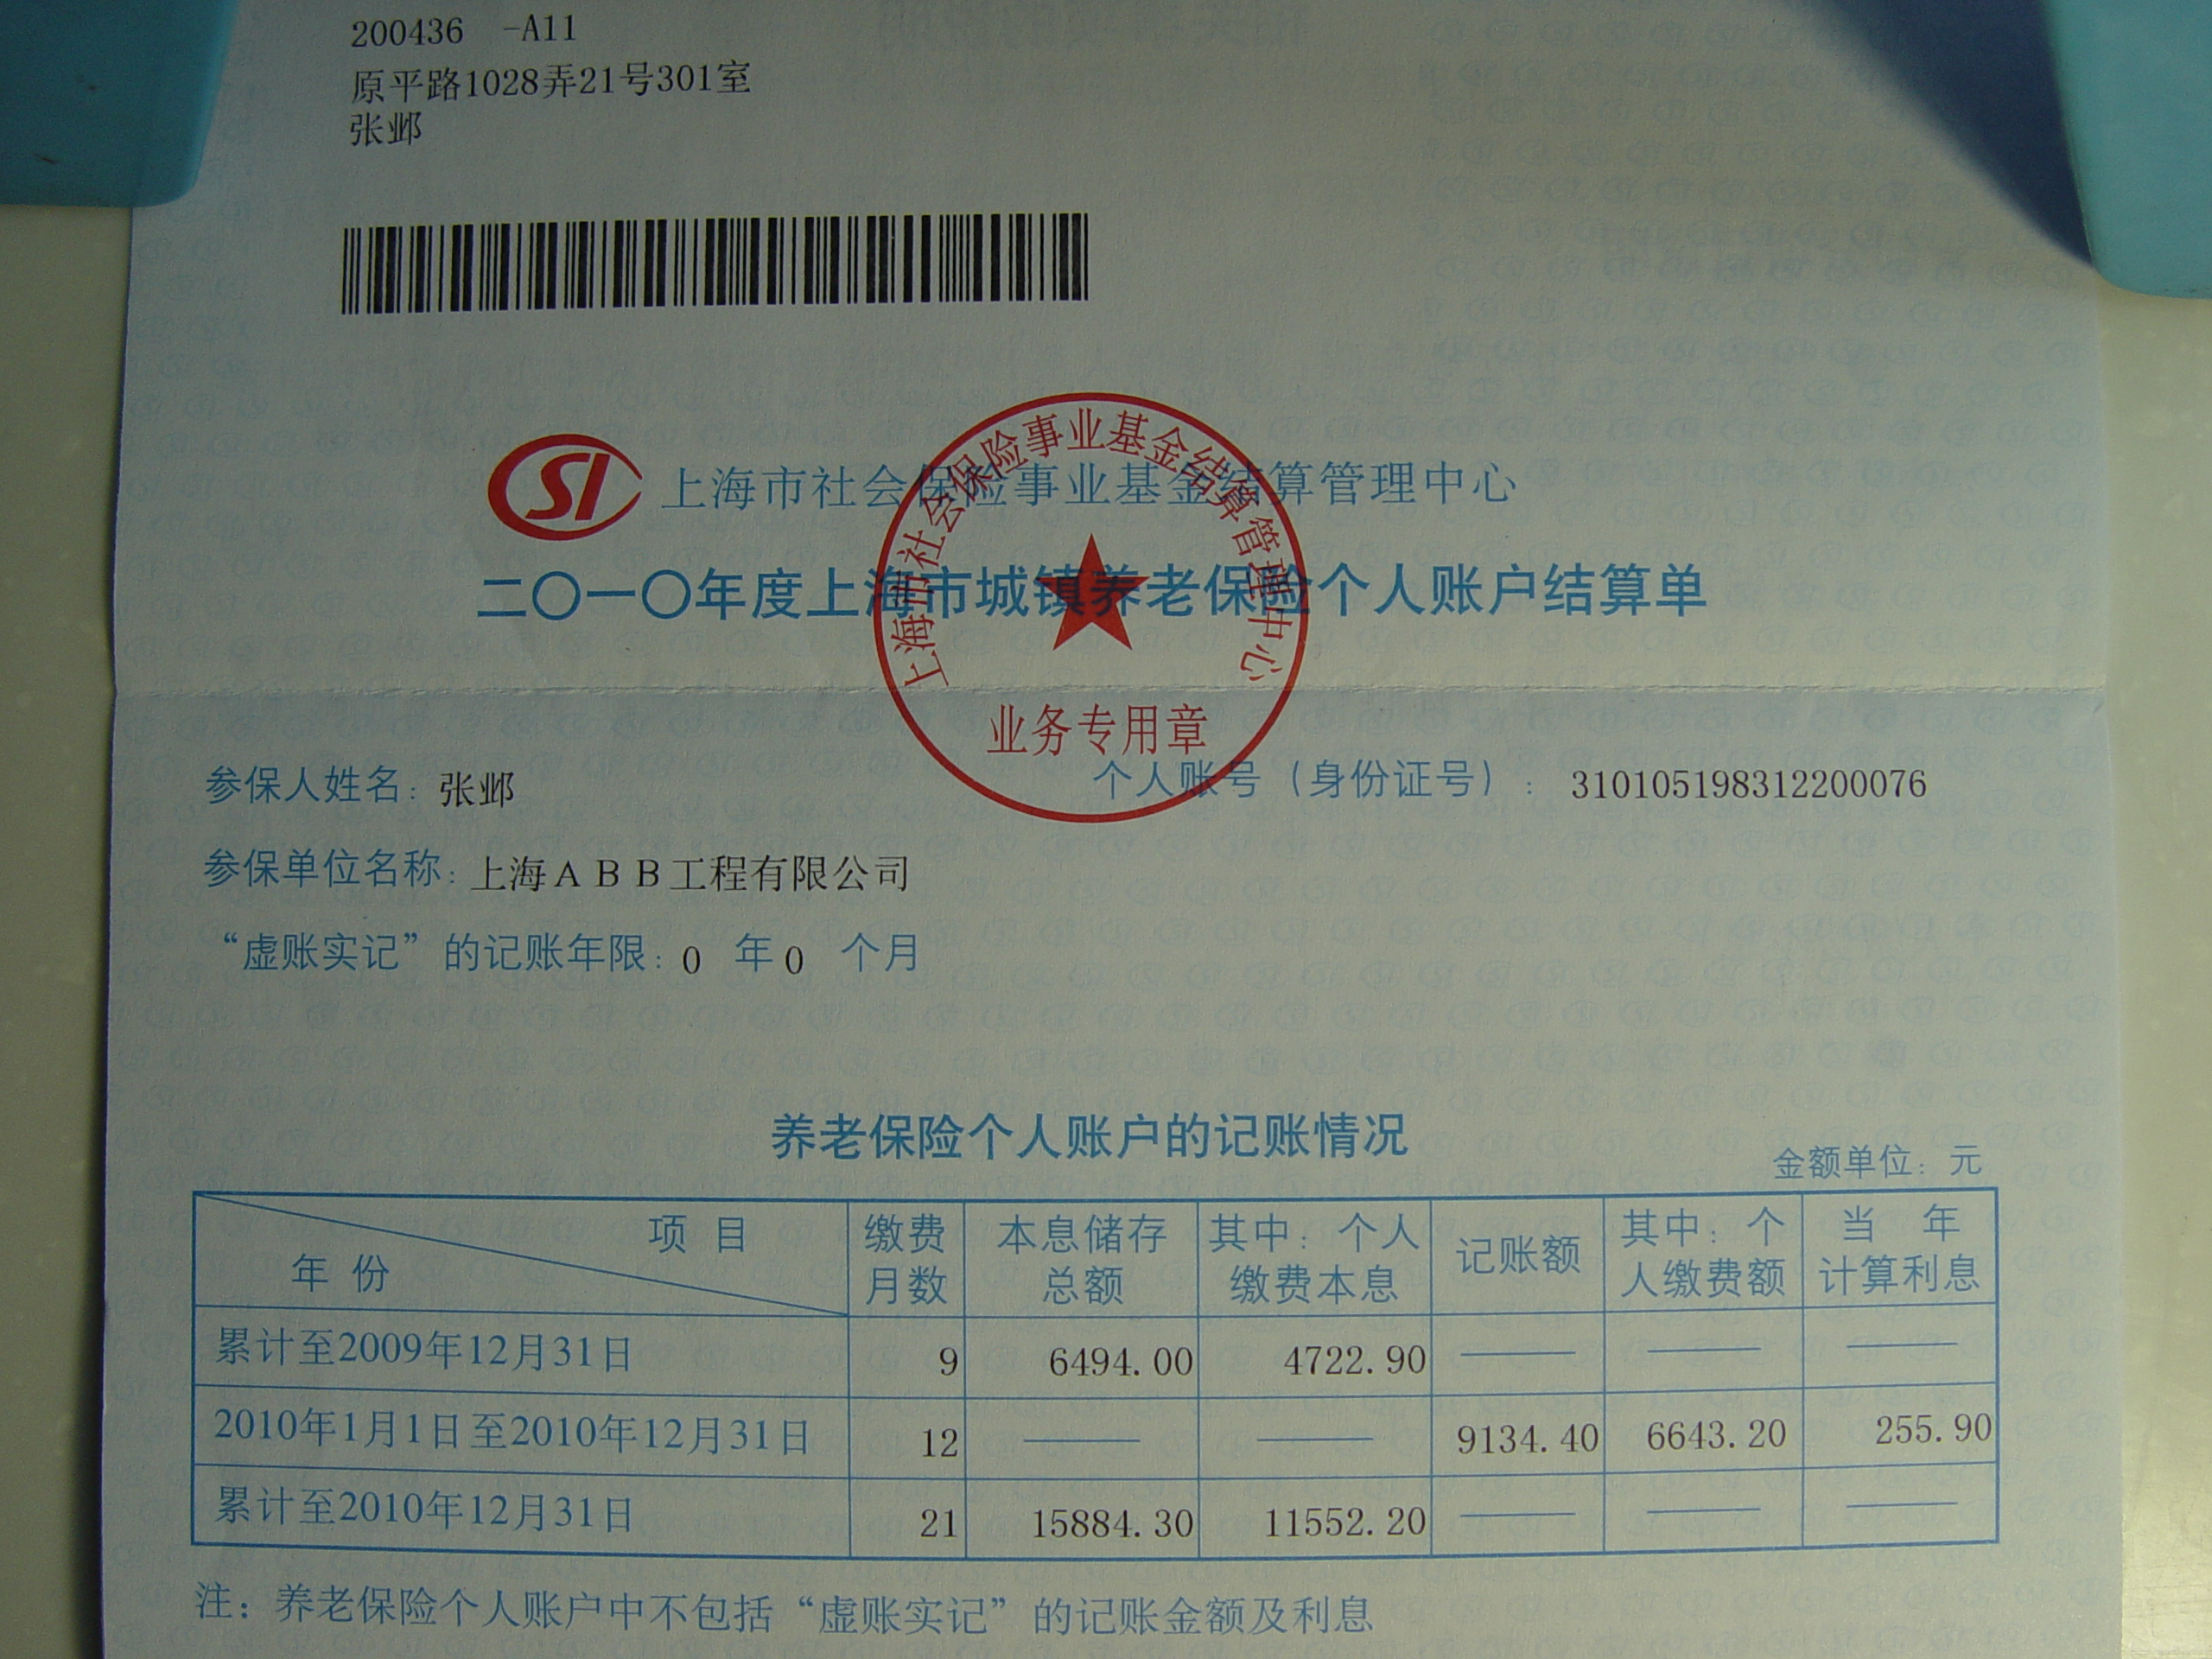 200436 -A11
原平路1028弄21号301室
张邺
SI 上海市社会保险事业基金结算管理中心
二〇一〇年度上海市城镇养老保险个人账户结算单
上海市社会保险事业基金结算管理中心
业务专用章
参保人姓名: 张邺 个人账号（身份证号）: 310105198312200076
参保单位名称: 上海ＡＢＢ工程有限公司
“虚账实记”的记账年限: 0 年 0 个月
养老保险个人账户的记账情况
金额单位: 元
项目 年份 缴费月数 本息储存总额 其中: 个人缴费本息 记账额 其中: 个人缴费额 当年计算利息
累计至2009年12月31日 9 6494.00 4722.90 —— —— ——
2010年1月1日至2010年12月31日 12 —— —— 9134.40 6643.20 255.90
累计至2010年12月31日 21 15884.30 11552.20 —— —— ——
注: 养老保险个人账户中不包括“虚账实记”的记账金额及利息